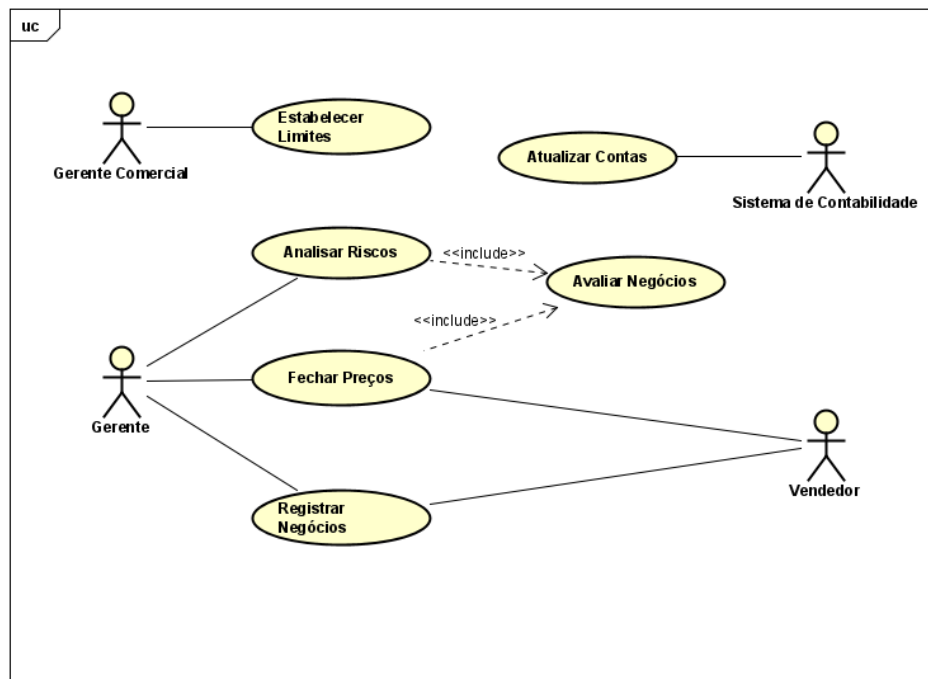 uc
Estabelecer
Limites
Gerente Comercial
Atualizar Contas
Sistema de Contabilidade
Analisar Riscos
<<include>>
Avaliar Negócios
<<include>>
Fechar Preços
Gerente
Vendedor
Registrar
Negócios